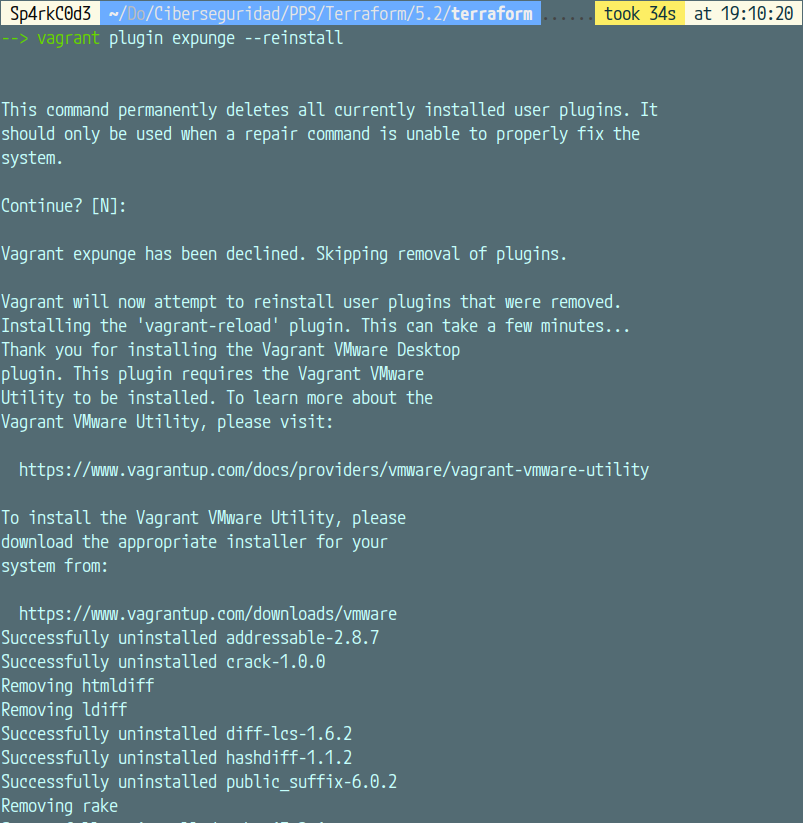 Sp4rkC0d3 ~/Do/Ciberseguridad/PPS/Terraform/5.2/terraform ...... took 34s at 19:10:20
--> vagrant plugin expunge --reinstall
This command permanently deletes all currently installed user plugins. It
should only be used when a repair command is unable to properly fix the
system.
Continue? [N]:
Vagrant expunge has been declined. Skipping removal of plugins.
Vagrant will now attempt to reinstall user plugins that were removed.
Installing the 'vagrant-reload' plugin. This can take a few minutes...
Thank you for installing the Vagrant VMware Desktop
plugin. This plugin requires the Vagrant VMware
Utility to be installed. To learn more about the
Vagrant VMware Utility, please visit:
https://www.vagrantup.com/docs/providers/vmware/vagrant-vmware-utility
To install the Vagrant VMware Utility, please
download the appropriate installer for your
system from:
https://www.vagrantup.com/downloads/vmware
Successfully uninstalled addressable-2.8.7
Successfully uninstalled crack-1.0.0
Removing htmldiff
Removing ldiff
Successfully uninstalled diff-lcs-1.6.2
Successfully uninstalled hashdiff-1.1.2
Successfully uninstalled public_suffix-6.0.2
Removing rake